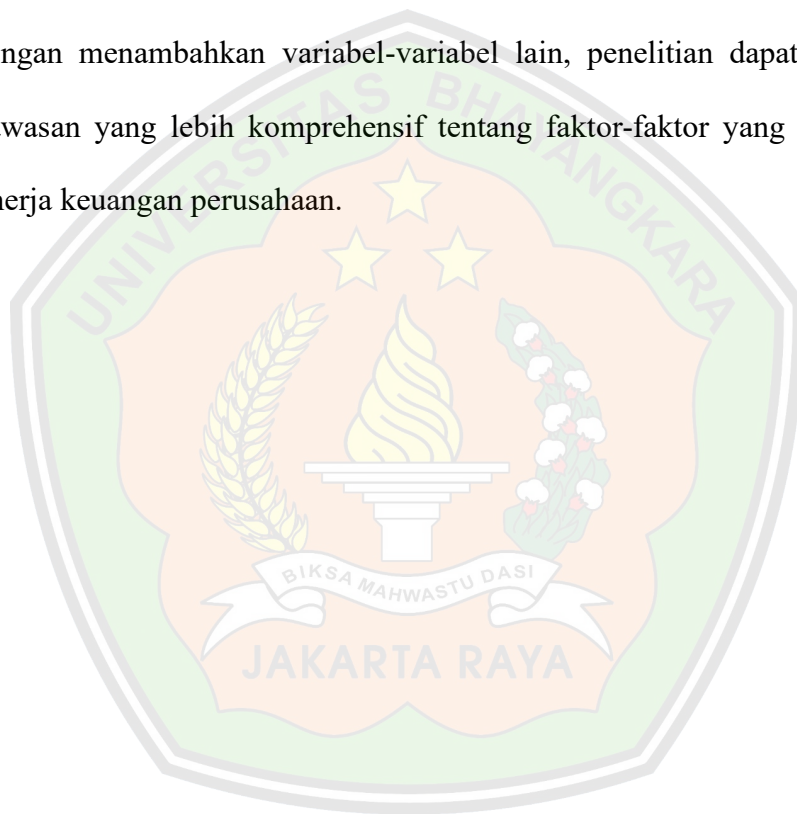 ngan menambahkan variabel-variabel lain, penelitian dapat
wasan yang lebih komprehensif tentang faktor-faktor yang
nerja keuangan perusahaan.
UNIVERSITAS BHAYANGKARA
BIKSA MAHWASTU DASI
JAKARTA RAYA